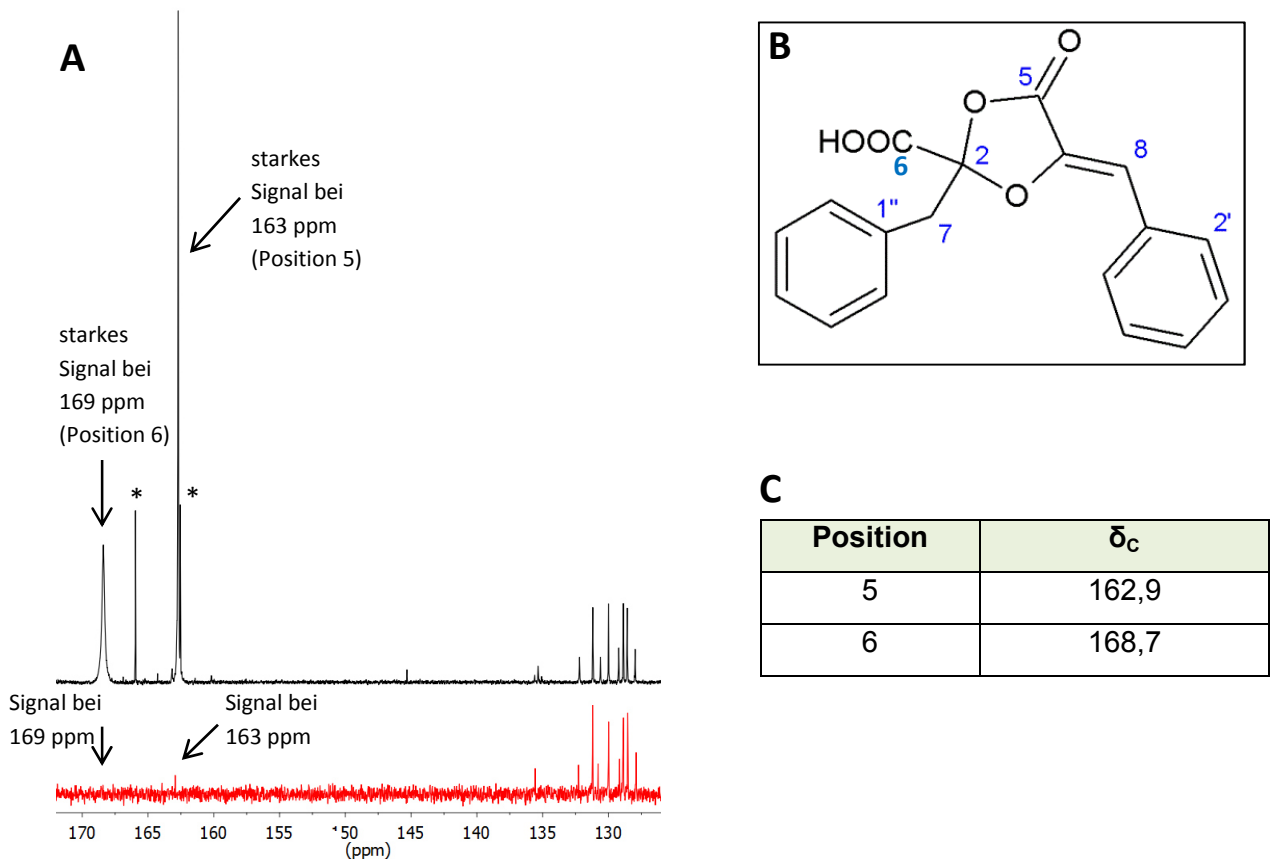 A
starkes
Signal bei
163 ppm
(Position 5)
starkes
Signal bei
169 ppm
(Position 6)
*
*
Signal bei
169 ppm
Signal bei
163 ppm
170 165 160 155 '50 145 140 135 130
(ppm)
B
O
5
O
HOOC
6
2
8
O
1''
7
2'
C
Position δC
5 162,9
6 168,7